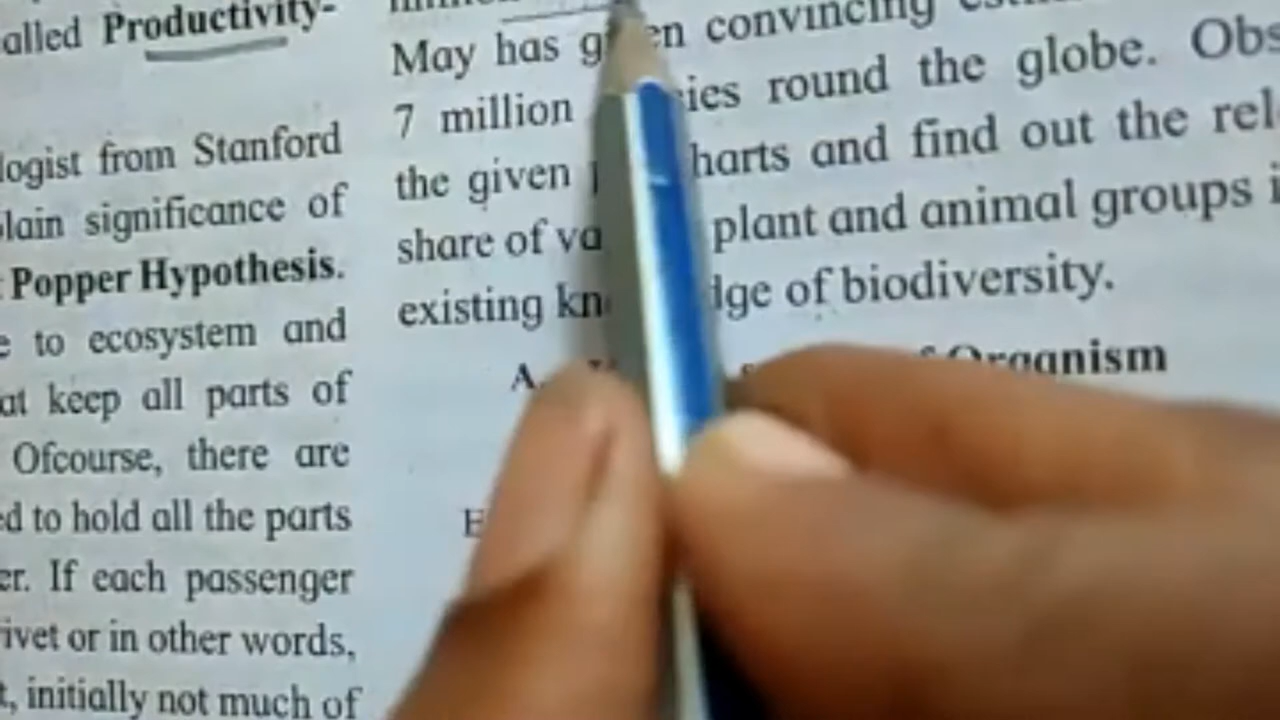 alled Productivity-
logist from Stanford
lain significance of
Popper Hypothesis.
to ecosystem and
at keep all parts of
Ofcourse, there are
ed to hold all the parts
er. If each passenger
ivet or in other words,
t, initially not much of
May has g en convincing
7 million ies round the globe. Obs
the given harts and find out the rel
share of va plant and animal groups i
existing kn dge of biodiversity.
A. Organism
E